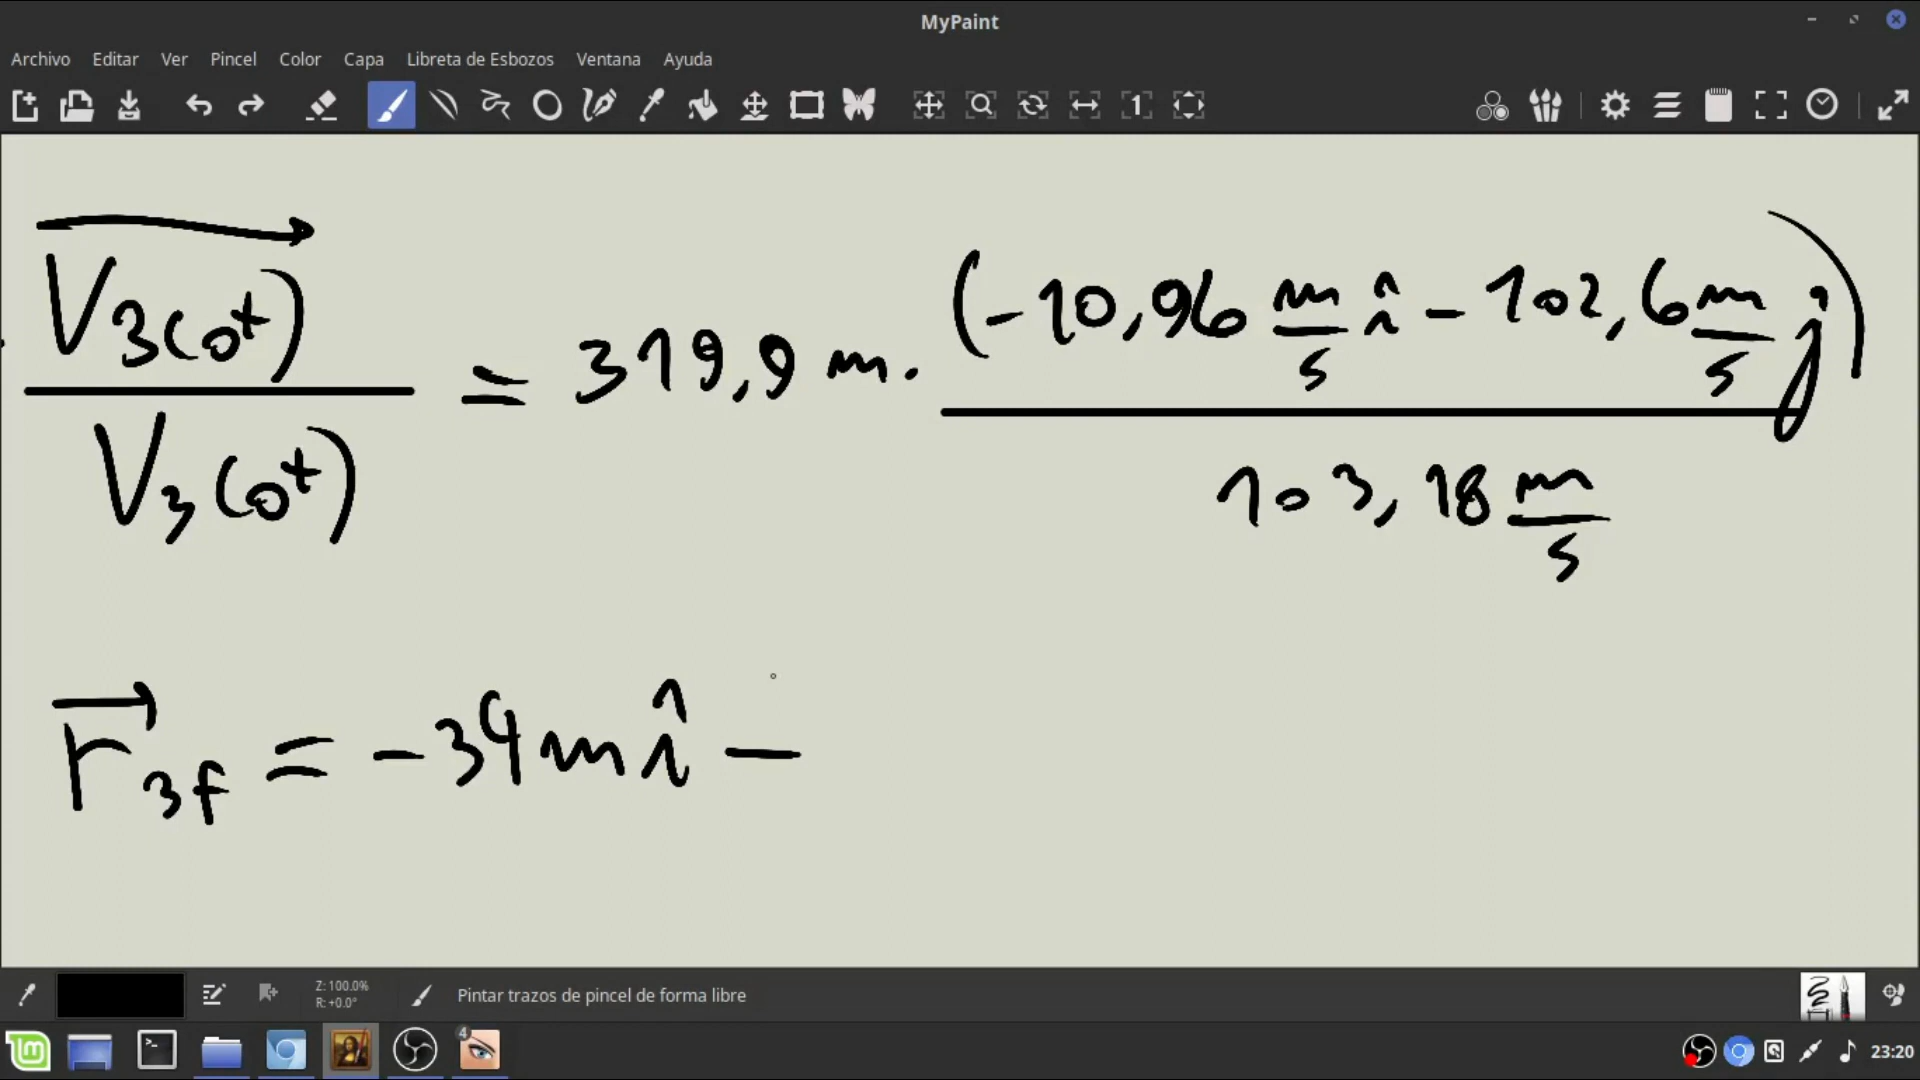 MyPaint
Archivo Editar Ver Pincel Color Capa Libreta de Esbozos Ventana Ayuda
V₃(0⁺) / V₃(0⁺) = 319,9 m. (-10,96 m/s î - 102,6 m/s j) / 103,18 m/s
r₃f = -34 m î -
Z: 100.0%
R: +0.0°
Pintar trazos de pincel de forma libre
4
23:20